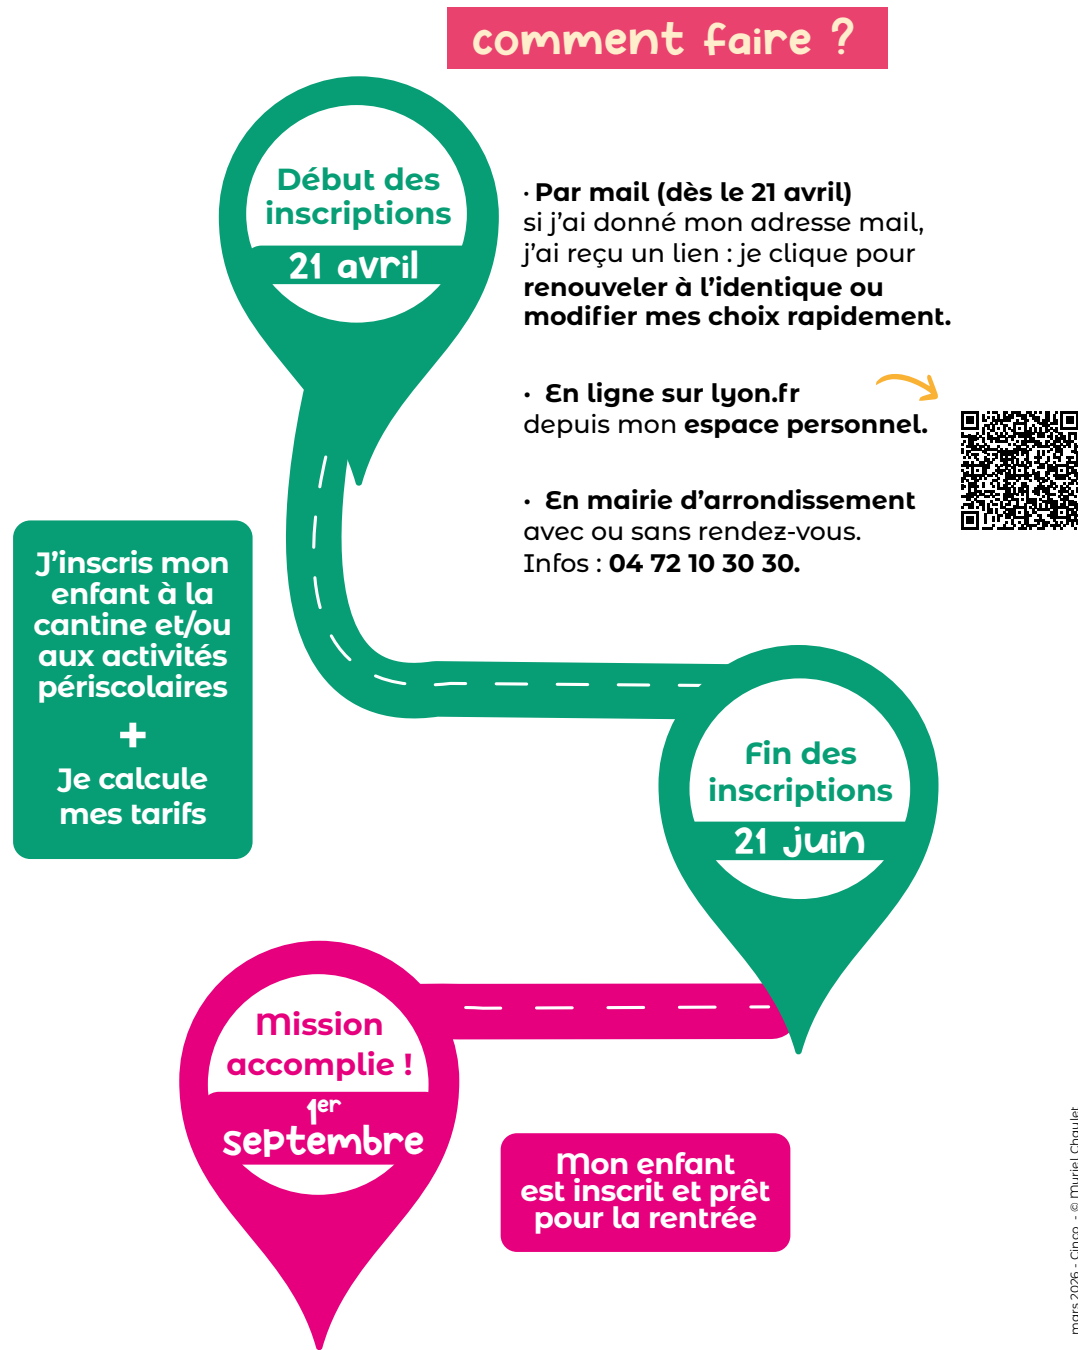 comment faire ?
Début des
inscriptions
21 avril
· Par mail (dès le 21 avril)
si j’ai donné mon adresse mail,
j’ai reçu un lien : je clique pour
renouveler à l’identique ou
modifier mes choix rapidement.
· En ligne sur lyon.fr
depuis mon espace personnel.
· En mairie d’arrondissement
avec ou sans rendez-vous.
Infos : 04 72 10 30 30.
J’inscris mon
enfant à la
cantine et/ou
aux activités
périscolaires
+
Je calcule
mes tarifs
Fin des
inscriptions
21 juin
Mission
accomplie !
1er
septembre
Mon enfant
est inscrit et prêt
pour la rentrée
mars 2026 - Cinco - © Muriel Chaulet